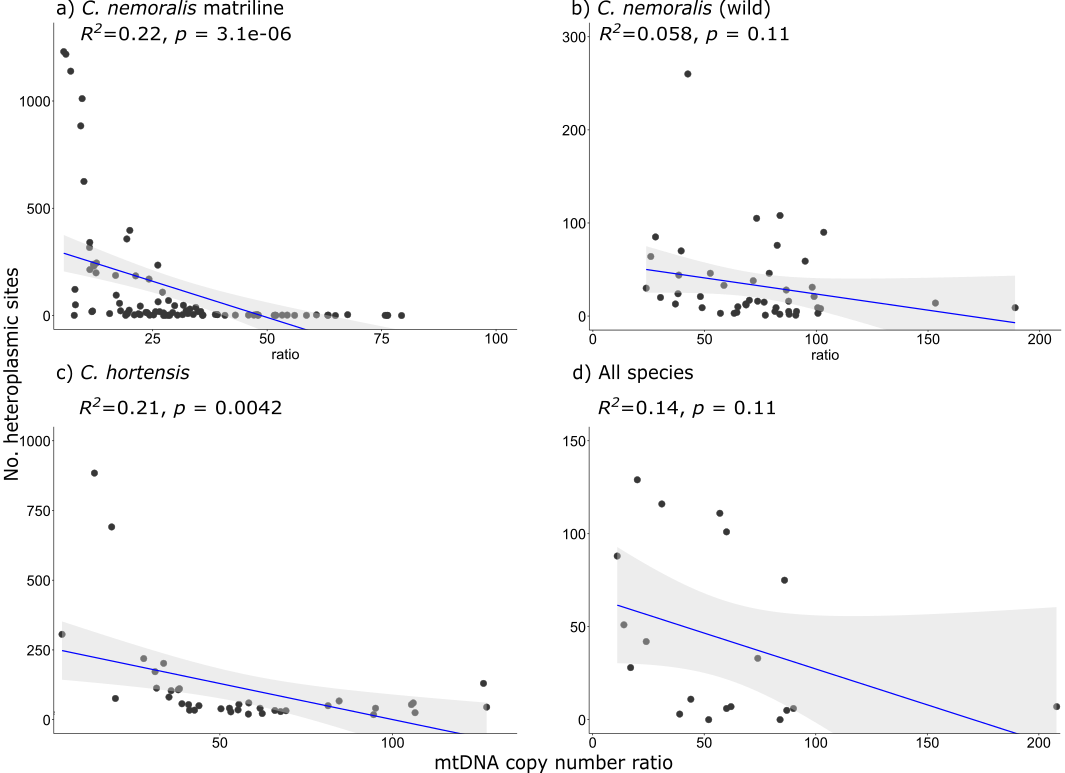 a) C. nemoralis matriline
R²=0.22, p = 3.1e-06
1000
500
0
25
50
75
100
ratio
b) C. nemoralis (wild)
R²=0.058, p = 0.11
300
200
100
0
0
50
100
150
200
ratio
No. heteroplasmic sites
c) C. hortensis
R²=0.21, p = 0.0042
1000
750
500
250
0
50
100
d) All species
R²=0.14, p = 0.11
150
100
50
0
0
50
100
150
200
mtDNA copy number ratio